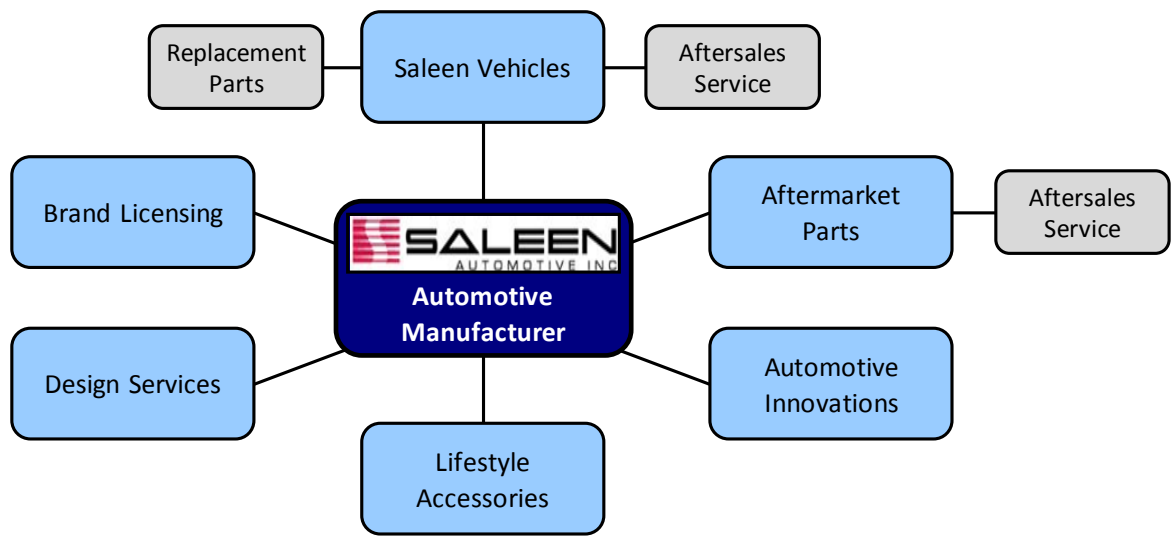 Replacement
Parts
Saleen Vehicles
Aftersales
Service
Brand Licensing
SALEEN
AUTOMOTIVE INC
Automotive
Manufacturer
Aftermarket
Parts
Aftersales
Service
Design Services
Automotive
Innovations
Lifestyle
Accessories